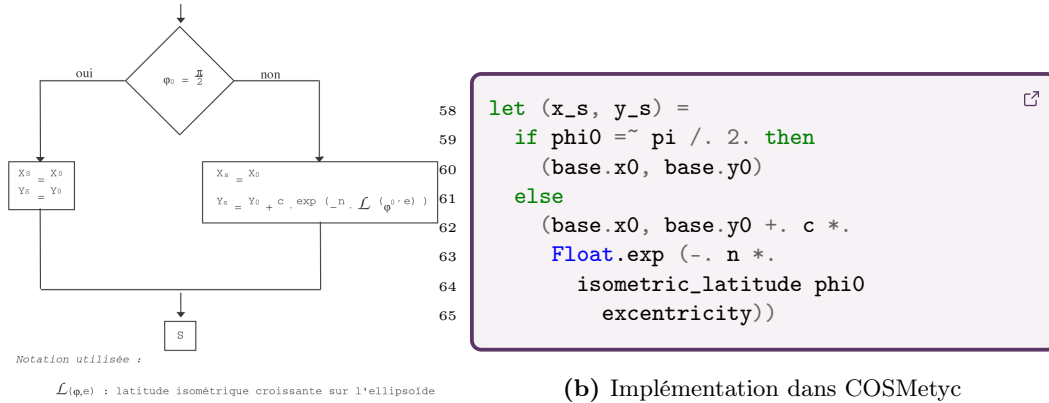 oui
non
φ₀ = π/2
Xs = X₀
Ys = Y₀
Xs = X₀
Ys = Y₀ + c . exp (_n . ℒ (φ⁰·e) )
S
Notation utilisée :
ℒ(φ,e) : latitude isométrique croissante sur l'ellipsoïde
58 let (x_s, y_s) =
59 if phi0 =~ pi /. 2. then
60 (base.x0, base.y0)
61 else
62 (base.x0, base.y0 +. c *.
63 Float.exp (-. n *.
64 isometric_latitude phi0
65 excentricity))
(b) Implémentation dans COSMetyc